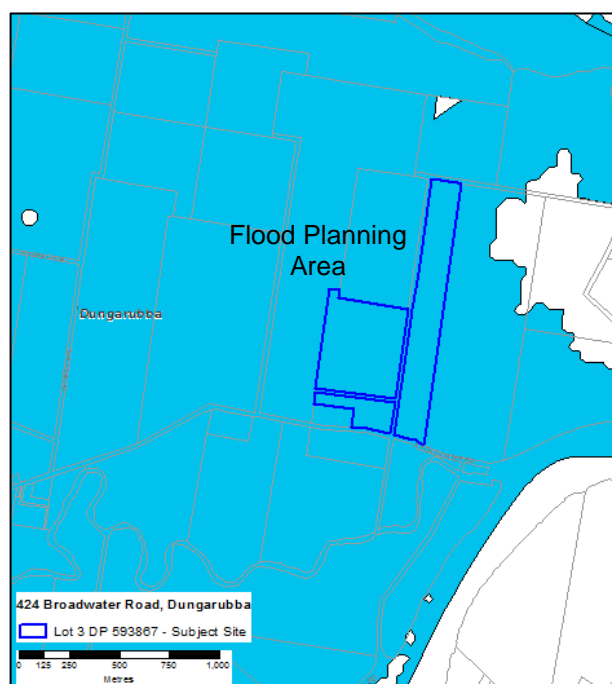 Flood Planning
Area
Dungarubba
424 Broadwater Road, Dungarubba
Lot 3 DP 593867 - Subject Site
0 125 250 500 750 1,000
Metres